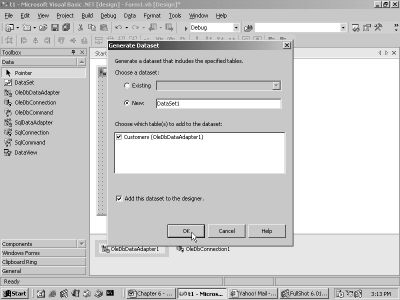 t1 - Microsoft Visual Basic .NET [design] - Form1.vb [Design]*
File Edit View Project Build Debug Data Format Tools Window Help
Debug
Toolbox
Data
Pointer
DataSet
OleDbDataAdapter
OleDbConnection
OleDbCommand
SqlDataAdapter
SqlConnection
SqlCommand
DataView
Components
Windows Forms
Clipboard Ring
General
Generate Dataset
Generate a dataset that includes the specified tables.
Choose a dataset:
Existing
New:
DataSet1
Choose which table(s) to add to the dataset:
Customers (OleDbDataAdapter1)
Add this dataset to the designer.
OK
Cancel
Help
OleDbDataAdapter1
OleDbConnection1
Ready
Start
Chapter 6 -
t1 - Micros...
Yahoo! Mail -
FullShot 6.01...
3:13 PM